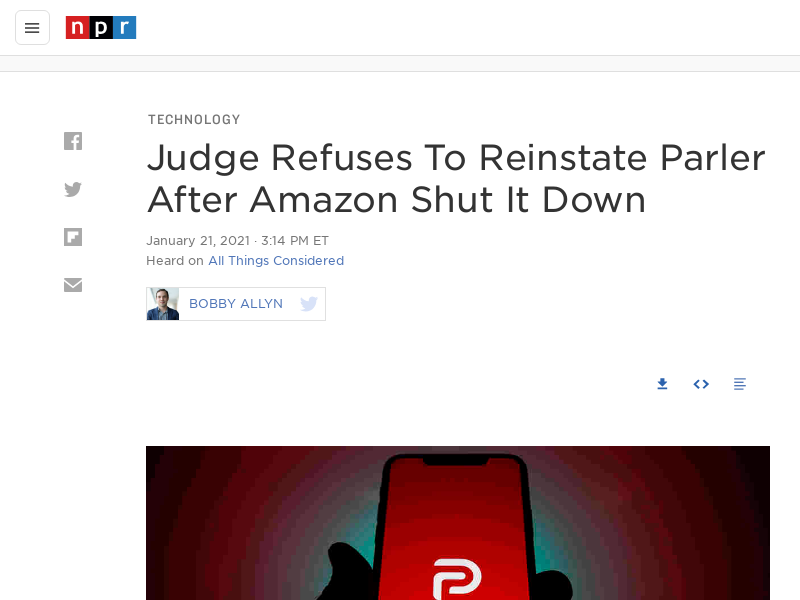 npr
TECHNOLOGY
Judge Refuses To Reinstate Parler
After Amazon Shut It Down
January 21, 2021 · 3:14 PM ET
Heard on All Things Considered
BOBBY ALLYN